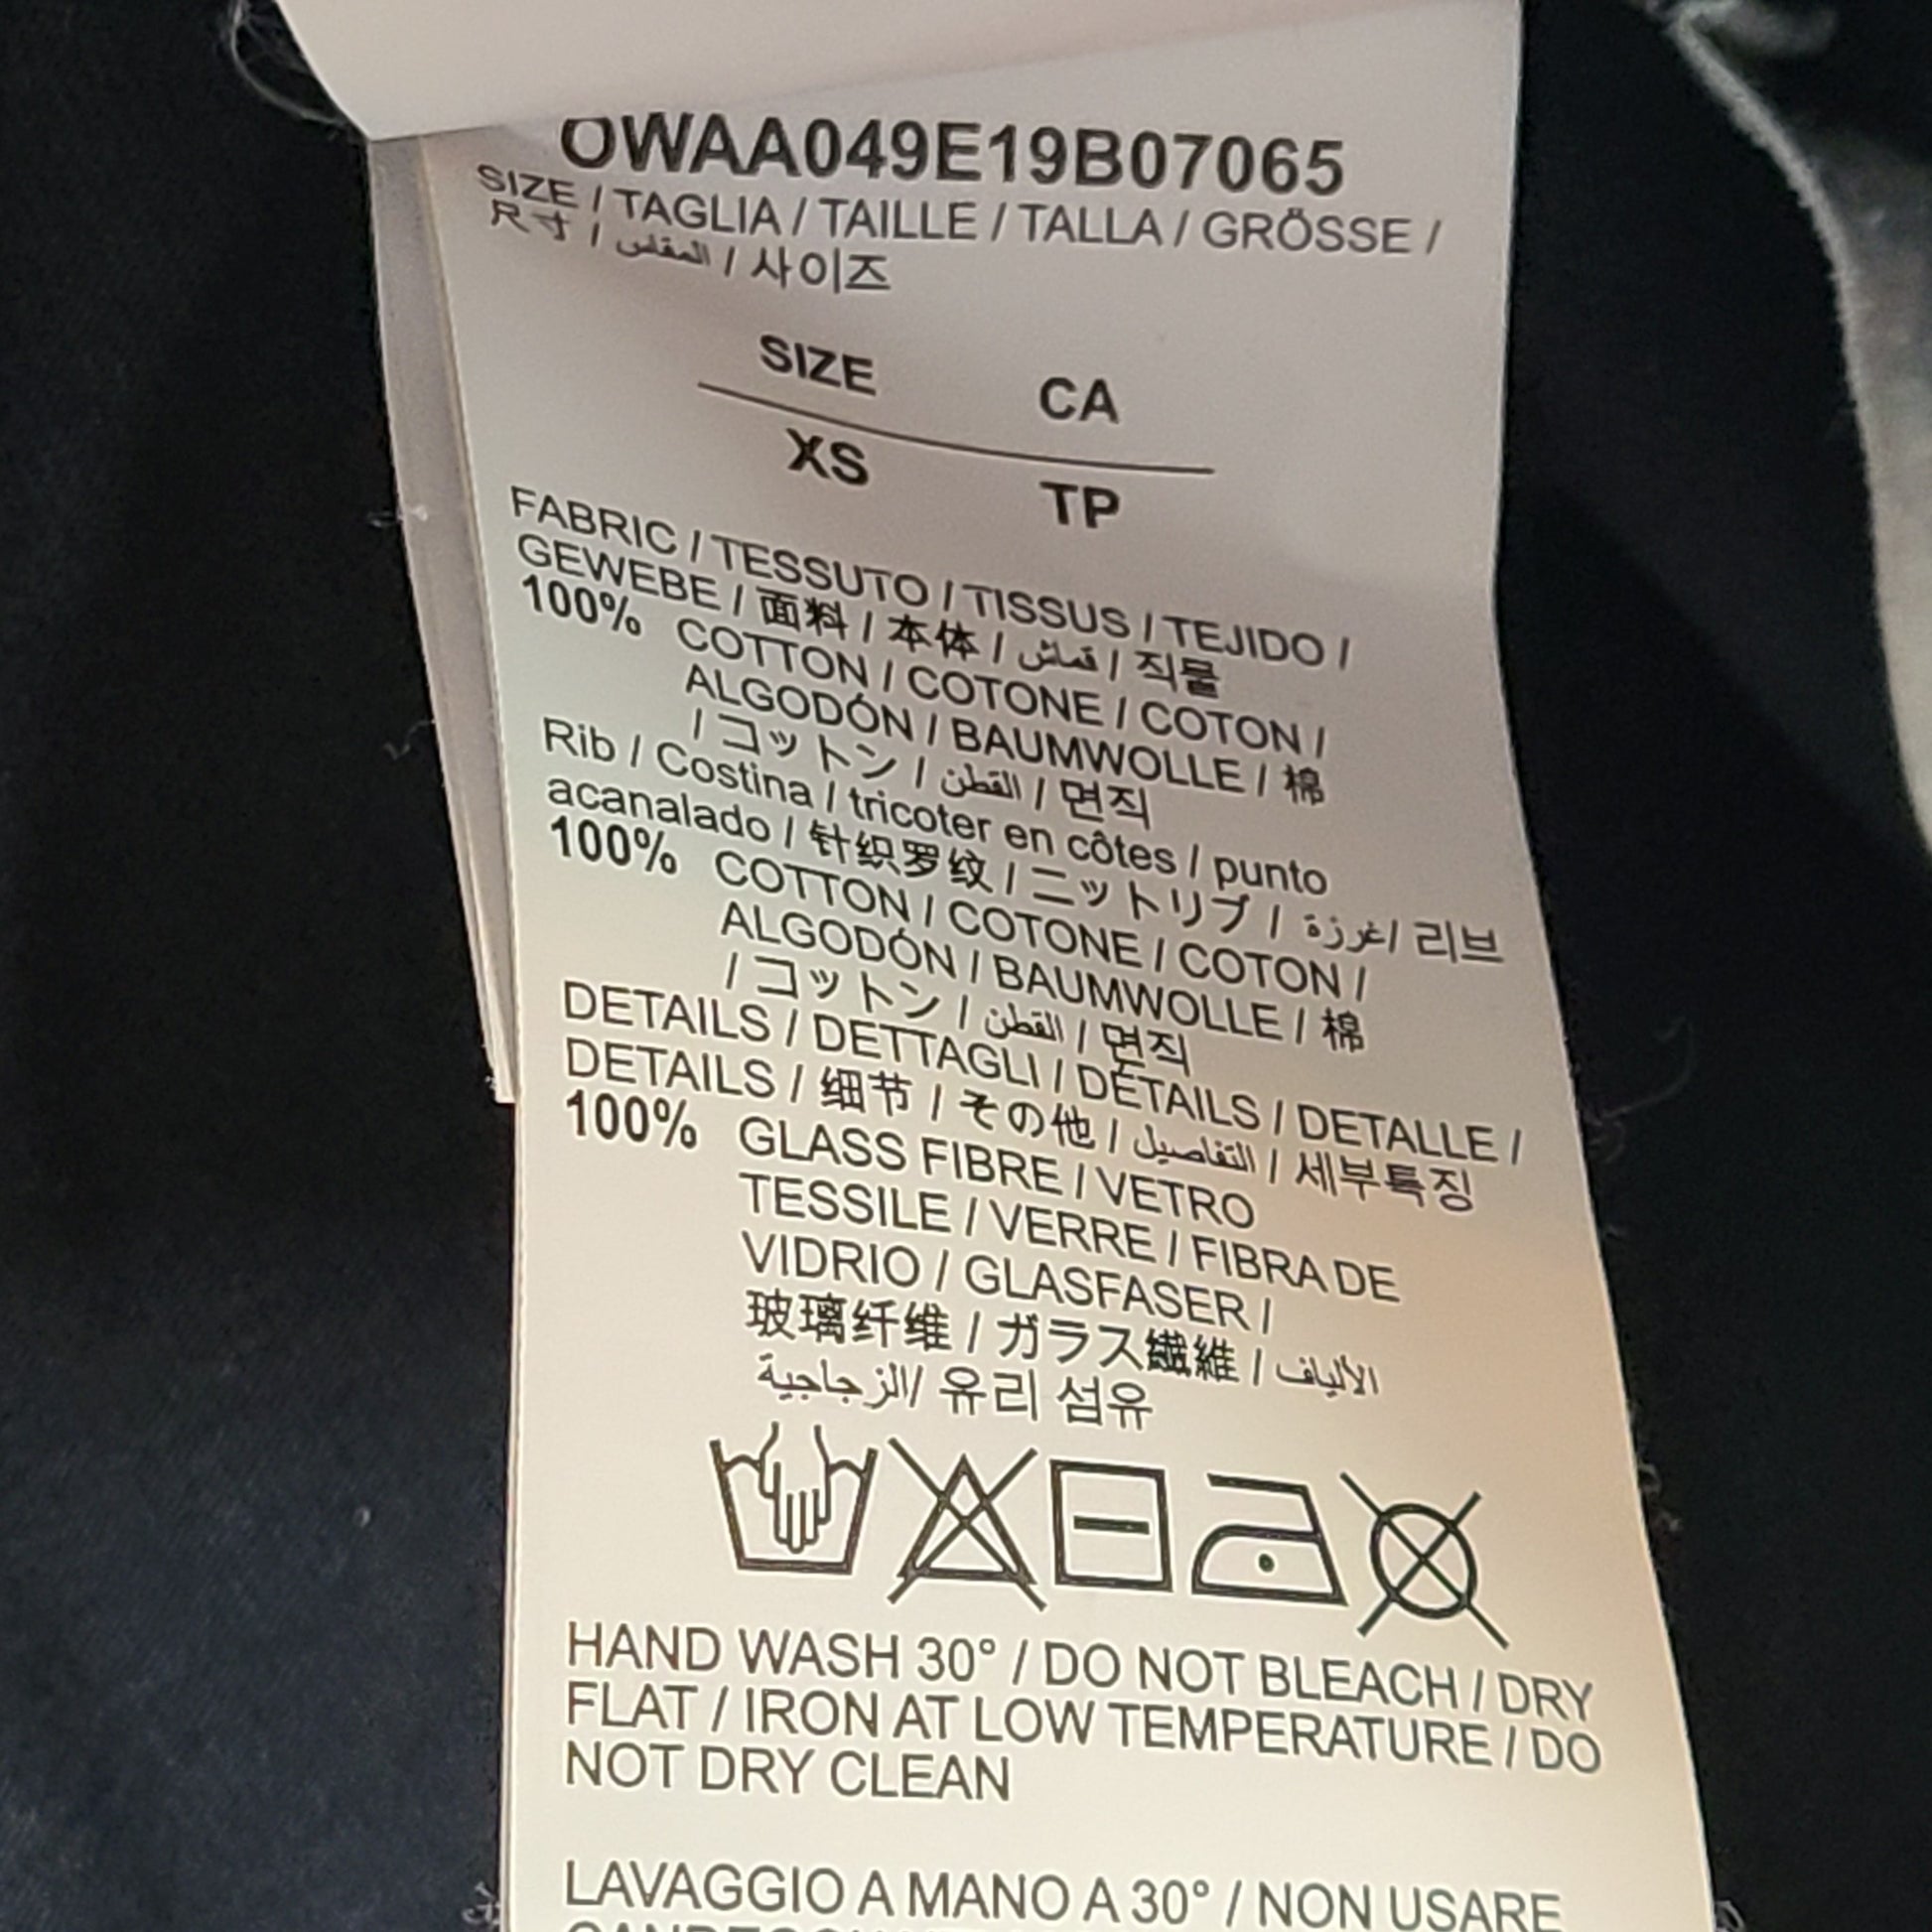 OWAA049E19B07065
SIZE / TAGLIA / TAILLE / TALLA / GRÖSSE /
尺寸 / المقاس / 사이즈
SIZE CA
XS TP
FABRIC / TESSUTO / TISSUS / TEJIDO /
GEWEBE / 面料 / 本体 / قماش / 직물
100% COTTON / COTONE / COTON /
ALGODÓN / BAUMWOLLE / 棉
/ コットン / القطن / 면직
Rib / Costina / tricoter en côtes / punto
acanalado / 针织罗纹 / ニットリブ / غرزة/ 리브
100% COTTON / COTONE / COTON /
ALGODÓN / BAUMWOLLE / 棉
/ コットン / القطن / 면직
DETAILS / DETTAGLI / DÉTAILS / DETALLE /
DETAILS / 细节 / その他 / التفاصيل / 세부특징
100% GLASS FIBRE / VETRO
TESSILE / VERRE / FIBRA DE
VIDRIO / GLASFASER /
玻璃纤维 / ガラス繊維 / الألياف
الزجاجية/ 유리 섬유
HAND WASH 30° / DO NOT BLEACH / DRY
FLAT / IRON AT LOW TEMPERATURE / DO
NOT DRY CLEAN
LAVAGGIO A MANO A 30° / NON USARE